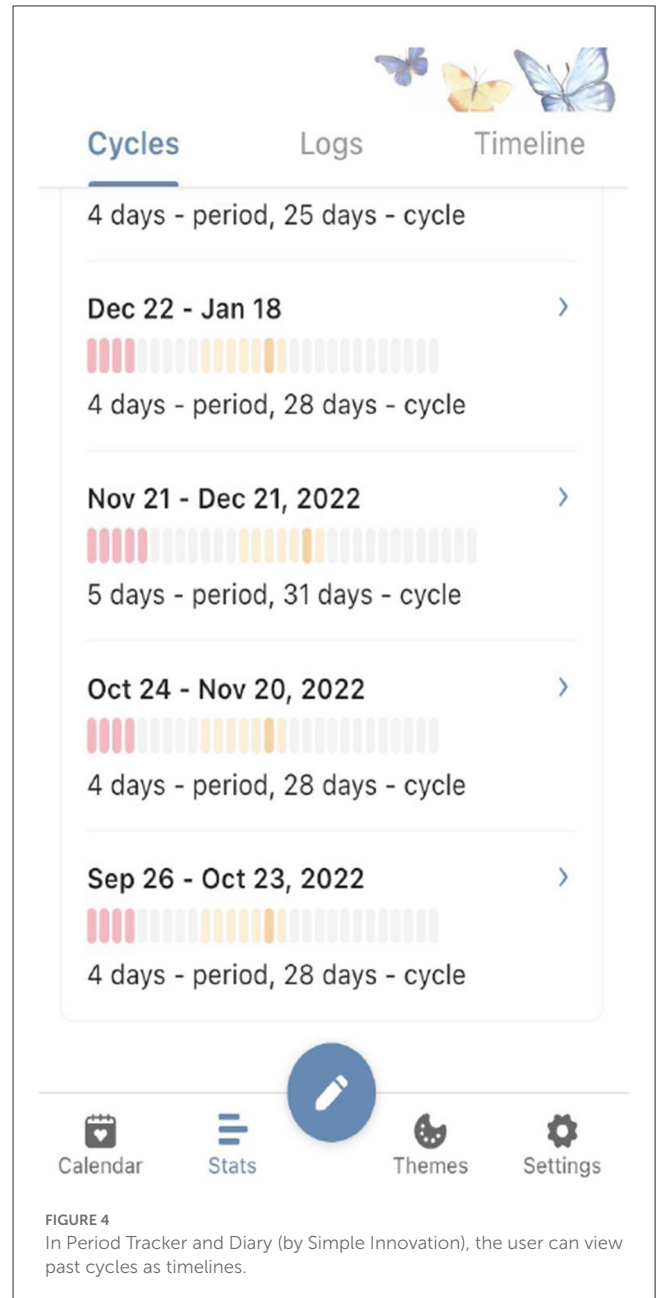 Cycles Logs Timeline
4 days - period, 25 days - cycle
Dec 22 - Jan 18
4 days - period, 28 days - cycle
Nov 21 - Dec 21, 2022
5 days - period, 31 days - cycle
Oct 24 - Nov 20, 2022
4 days - period, 28 days - cycle
Sep 26 - Oct 23, 2022
4 days - period, 28 days - cycle
Calendar Stats Themes Settings
FIGURE 4
In Period Tracker and Diary (by Simple Innovation), the user can view
past cycles as timelines.